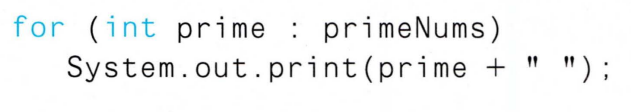 for (int prime : primeNums)
   System.out.print(prime + " ");